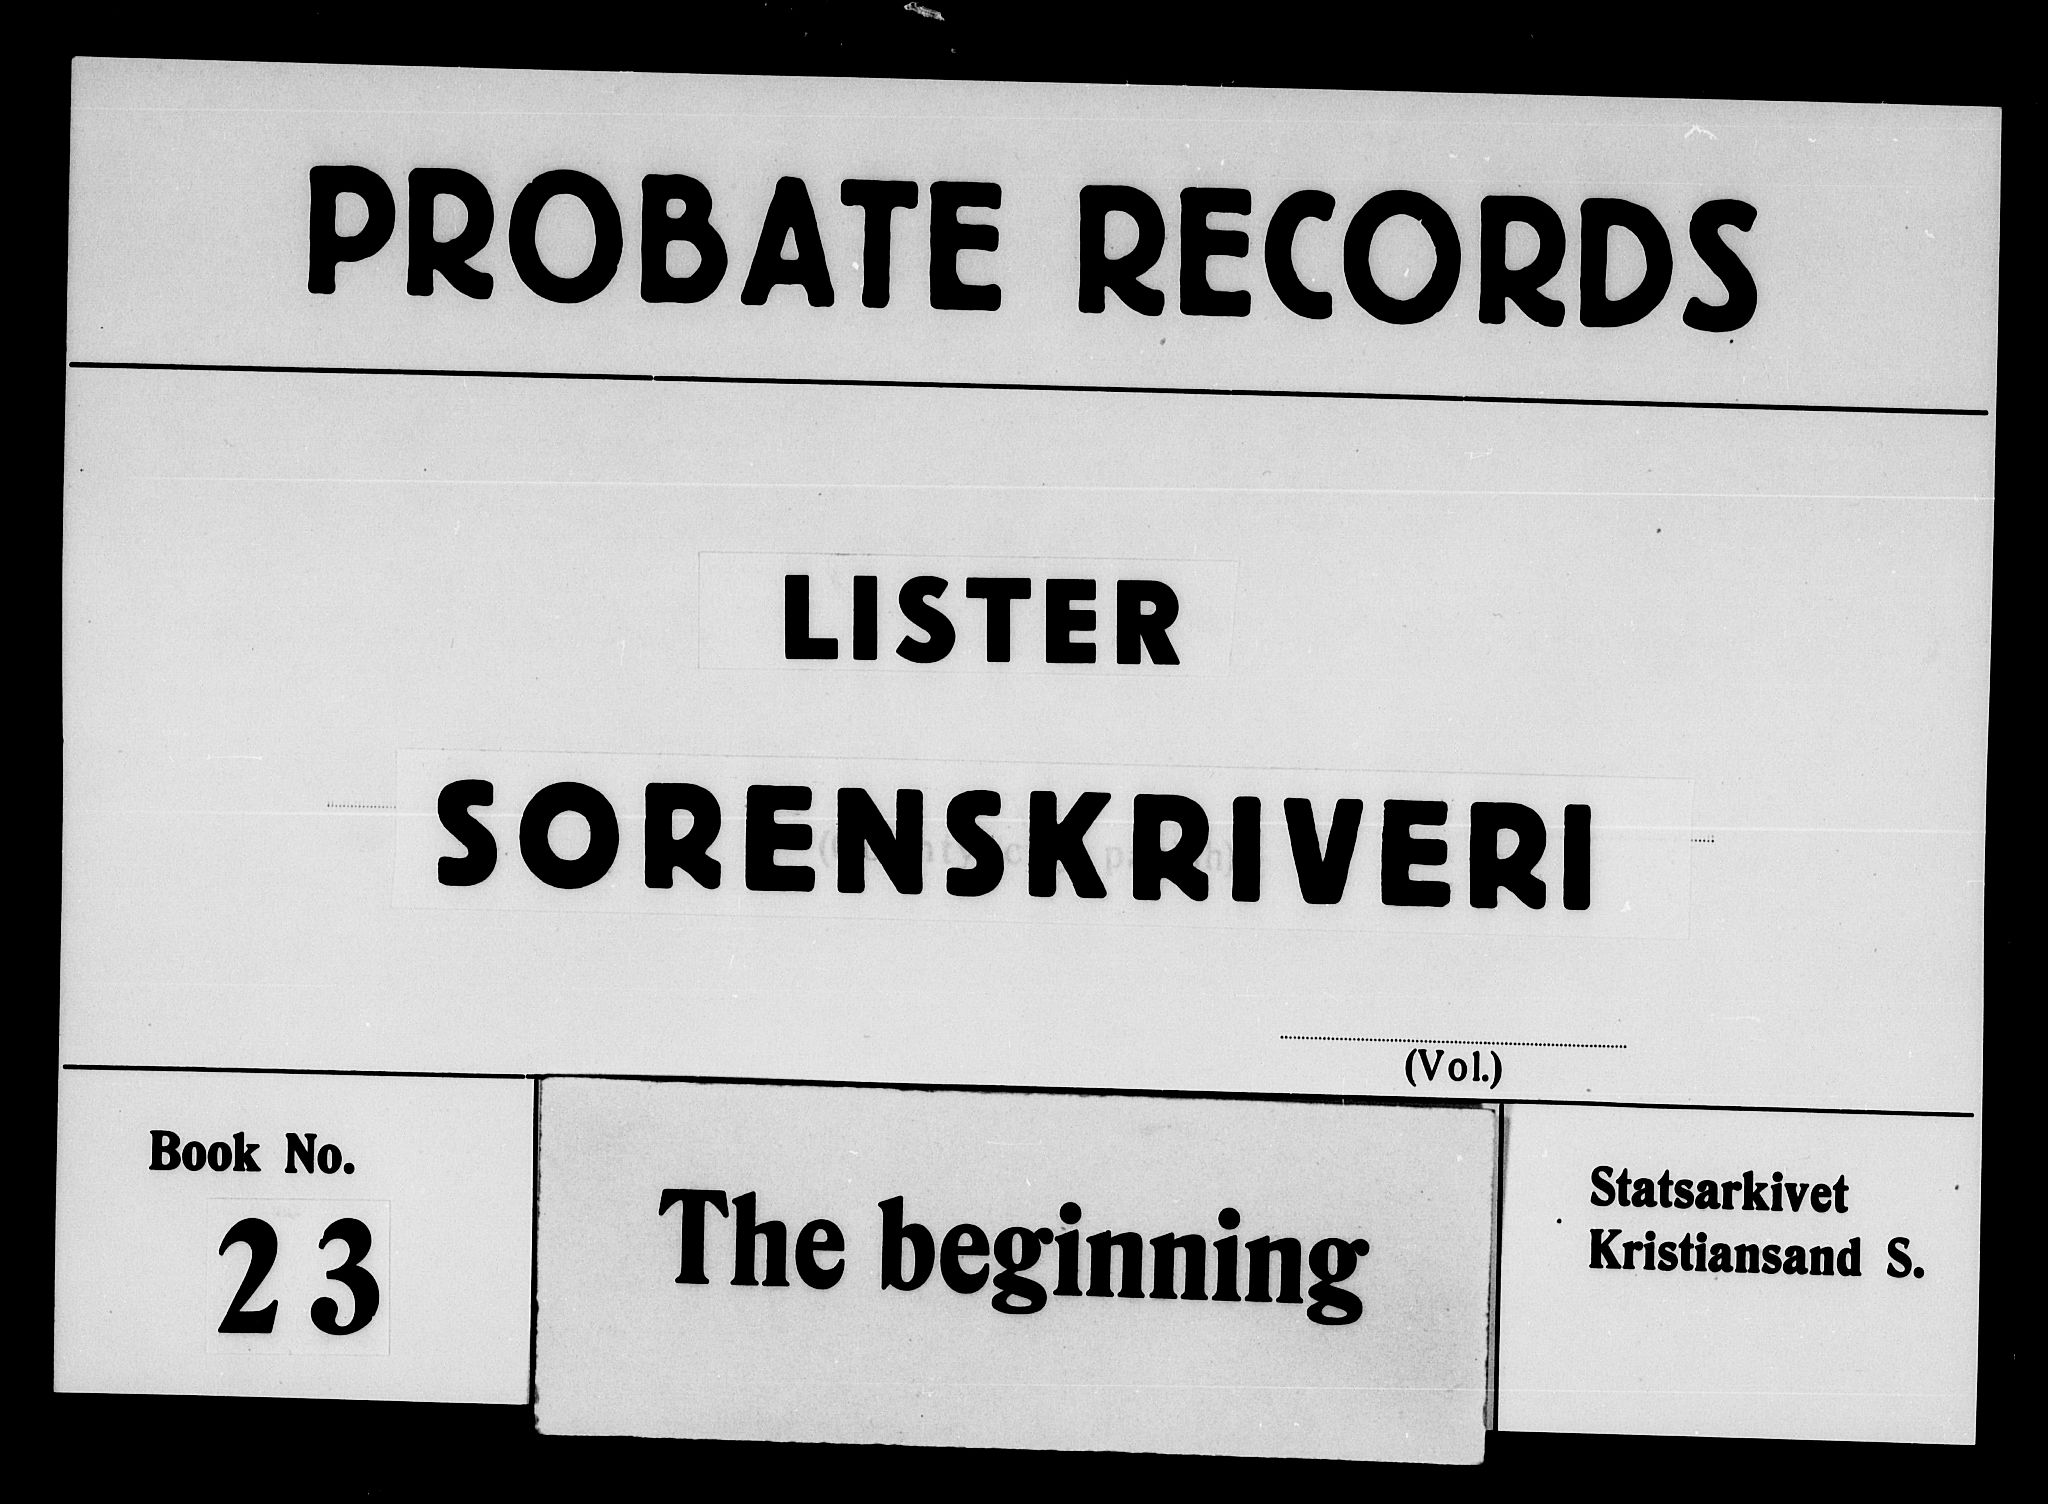 PROBATE RECORDS
LISTER
SORENSKRIVERI
(Vol.)
Book No.
23
The beginning
Statsarkivet
Kristiansand S.